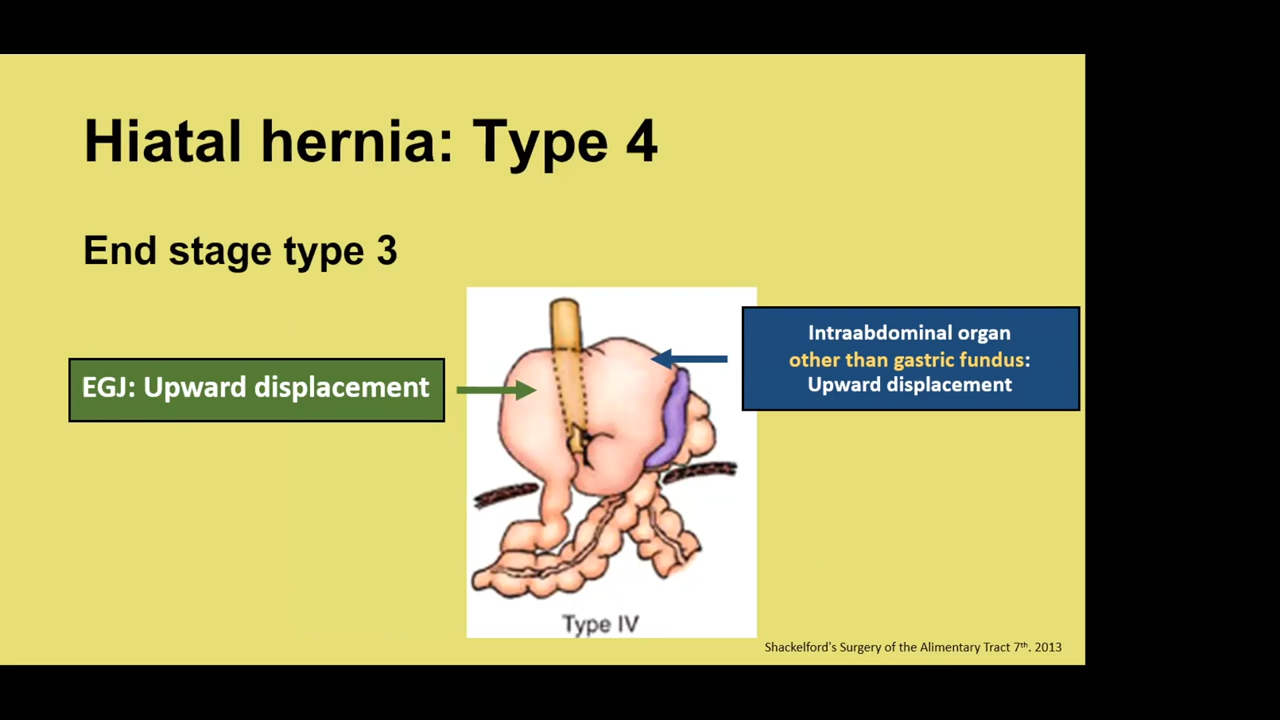 Hiatal hernia: Type 4
End stage type 3
EGJ: Upward displacement
Intraabdominal organ
other than gastric fundus:
Upward displacement
Type IV
Shackelford's Surgery of the Alimentary Tract 7th. 2013